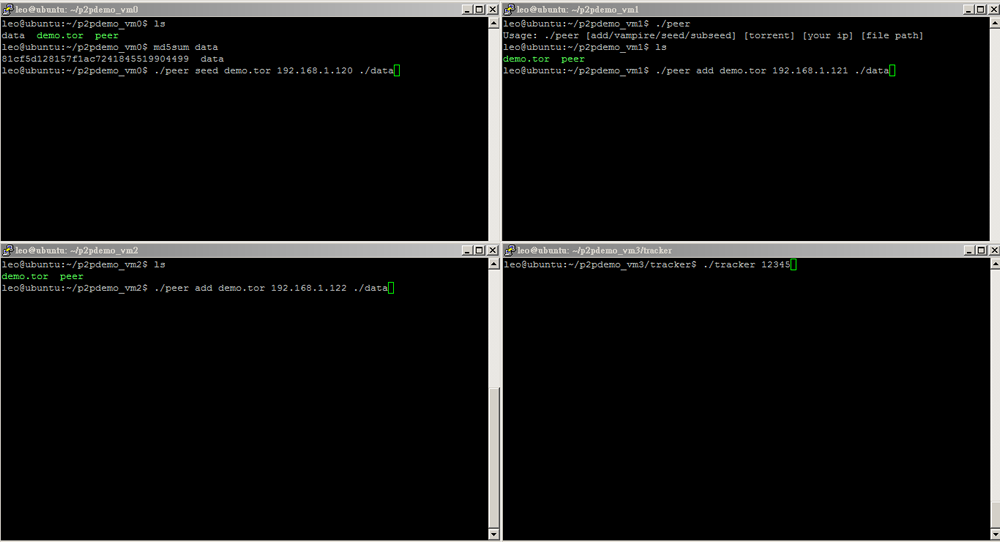 leo@ubuntu: ~/p2pdemo_vm0
leo@ubuntu:~/p2pdemo_vm0$ ls
data  demo.tor  peer
leo@ubuntu:~/p2pdemo_vm0$ md5sum data
81cf5d128157f1ac7241845519904499  data
leo@ubuntu:~/p2pdemo_vm0$ ./peer seed demo.tor 192.168.1.120 ./data
leo@ubuntu: ~/p2pdemo_vm1
leo@ubuntu:~/p2pdemo_vm1$ ./peer
Usage: ./peer [add/vampire/seed/subseed] [torrent] [your ip] [file path]
leo@ubuntu:~/p2pdemo_vm1$ ls
demo.tor  peer
leo@ubuntu:~/p2pdemo_vm1$ ./peer add demo.tor 192.168.1.121 ./data
leo@ubuntu: ~/p2pdemo_vm2
leo@ubuntu:~/p2pdemo_vm2$ ls
demo.tor  peer
leo@ubuntu:~/p2pdemo_vm2$ ./peer add demo.tor 192.168.1.122 ./data
leo@ubuntu: ~/p2pdemo_vm3/tracker
leo@ubuntu:~/p2pdemo_vm3/tracker$ ./tracker 12345